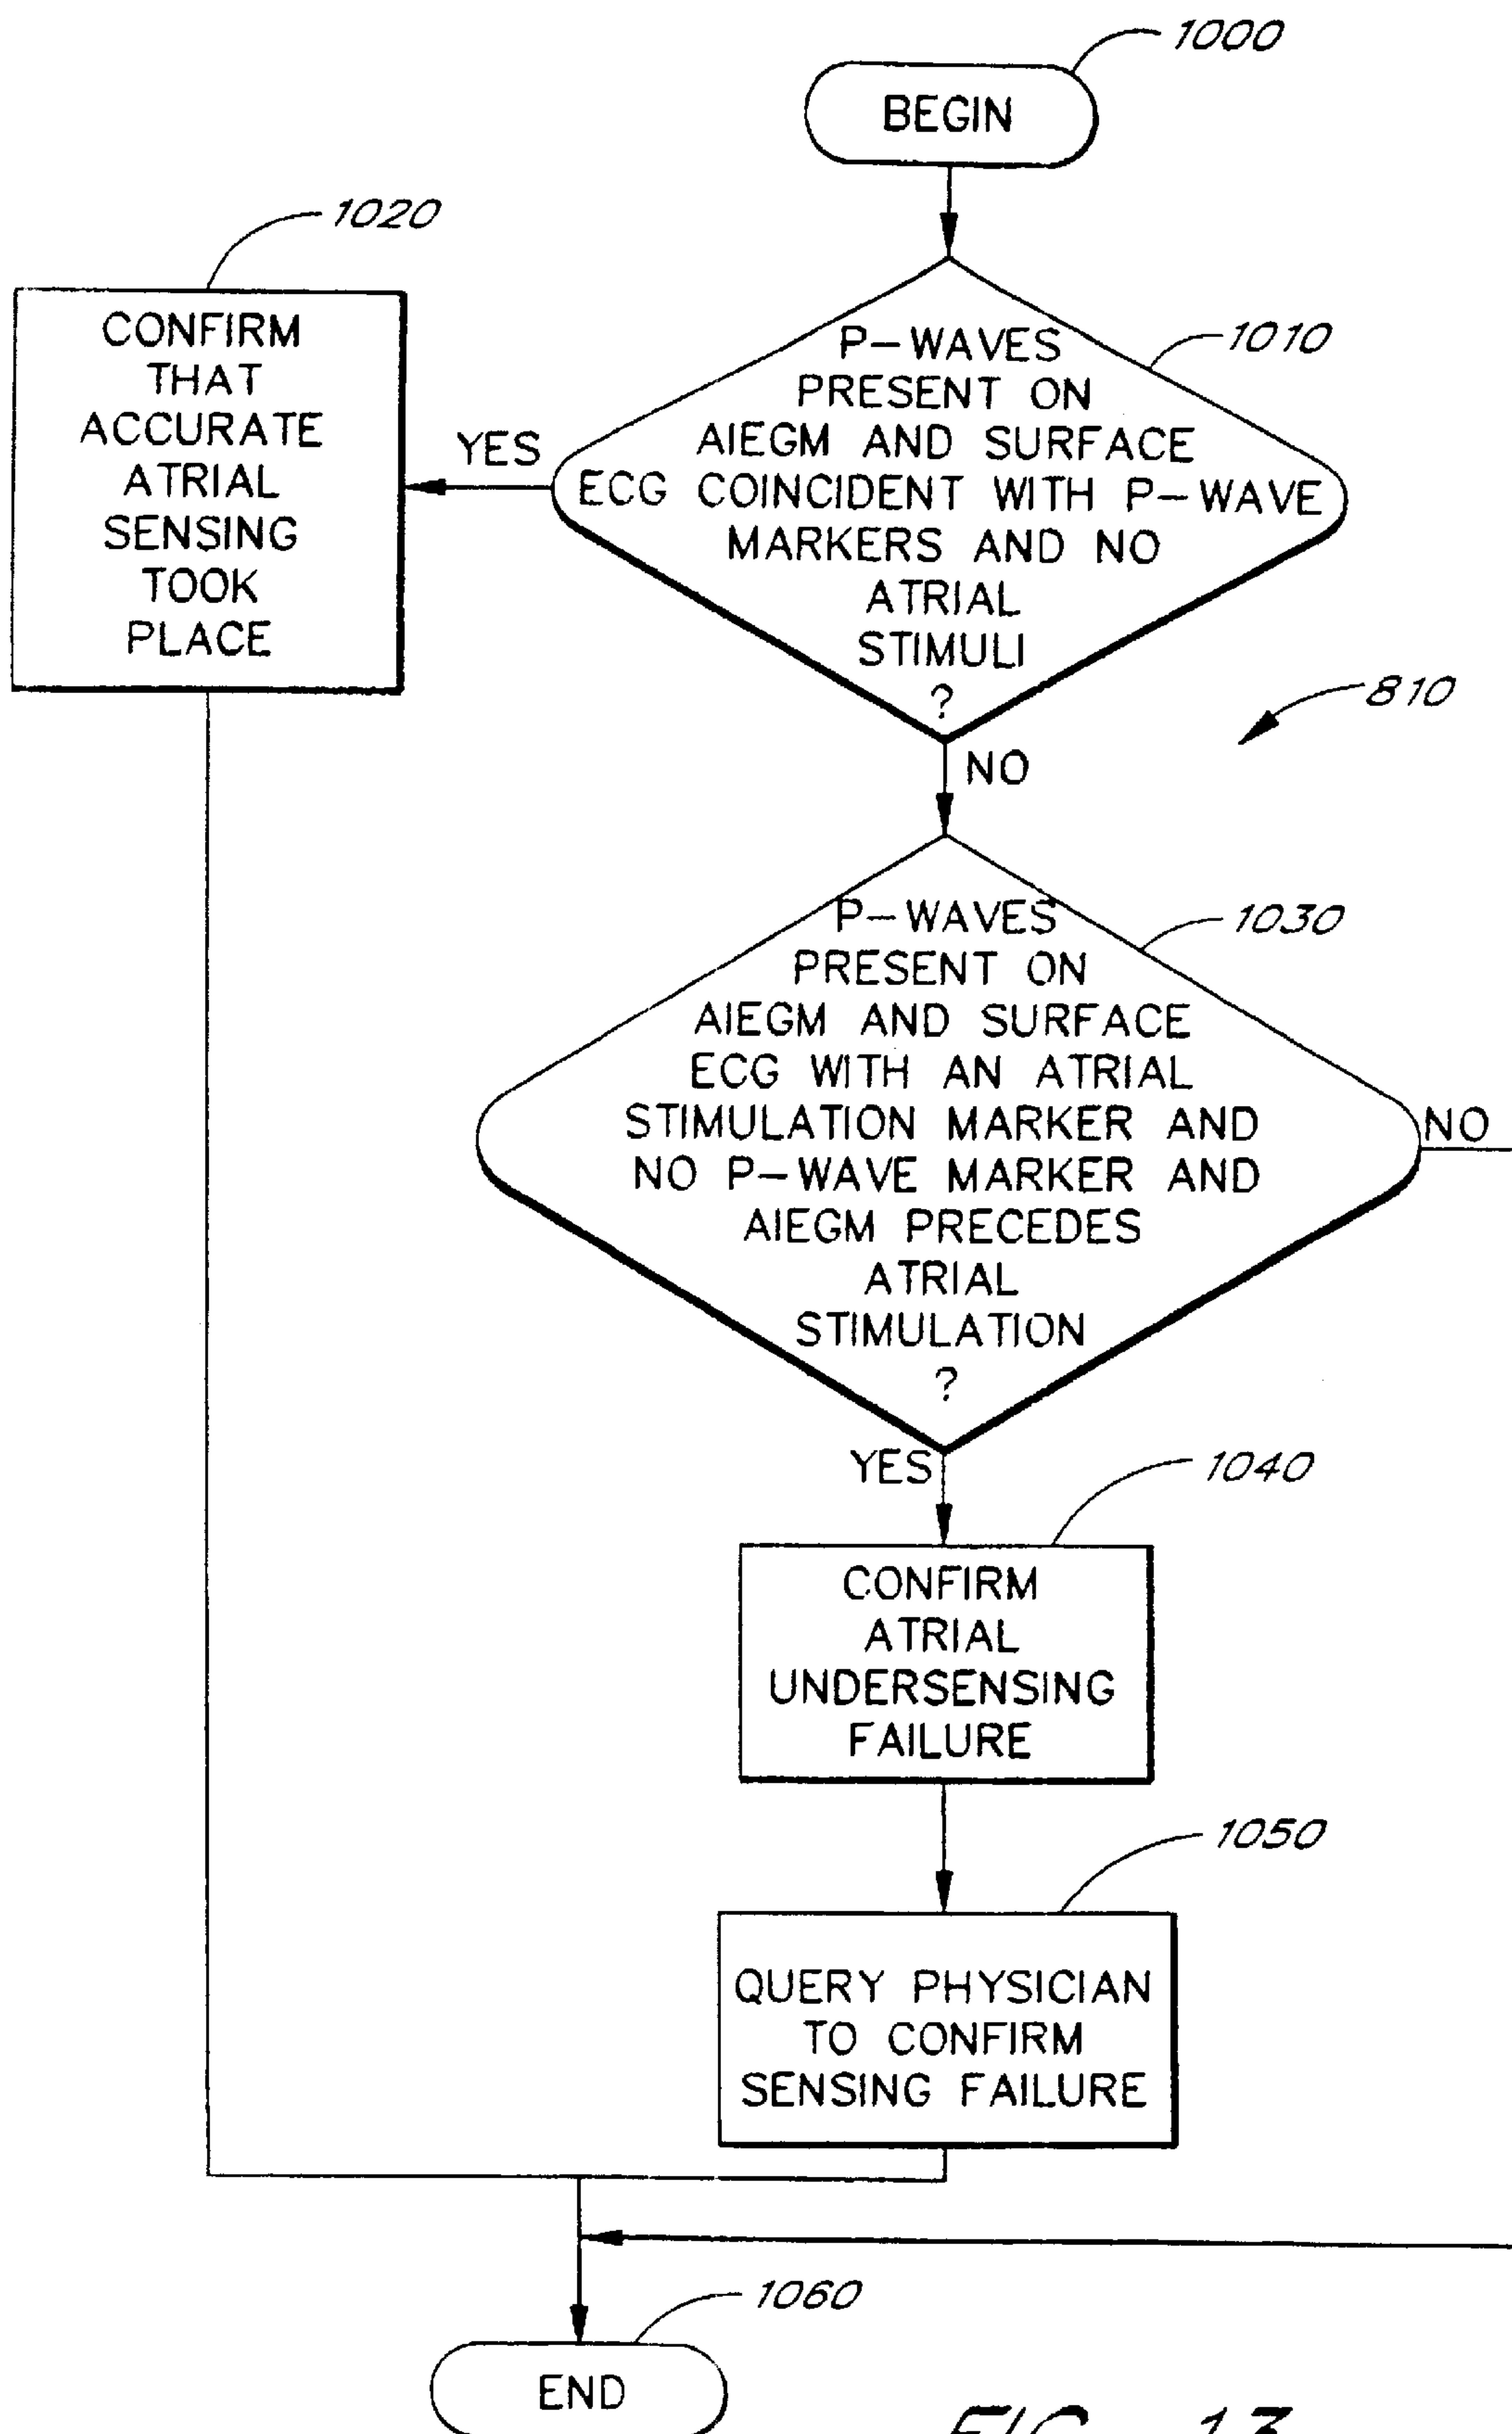 1000
BEGIN
1020
CONFIRM
THAT
ACCURATE
ATRIAL
SENSING
TOOK
PLACE
YES
P-WAVES
PRESENT ON
AIEGM AND SURFACE
ECG COINCIDENT WITH P-WAVE
MARKERS AND NO
ATRIAL
STIMULI
?
1010
810
NO
P-WAVES
PRESENT ON
AIEGM AND SURFACE
ECG WITH AN ATRIAL
STIMULATION MARKER AND
NO P-WAVE MARKER AND
AIEGM PRECEDES
ATRIAL
STIMULATION
?
1030
NO
YES
1040
CONFIRM
ATRIAL
UNDERSENSING
FAILURE
1050
QUERY PHYSICIAN
TO CONFIRM
SENSING FAILURE
1060
END
FIG. 13